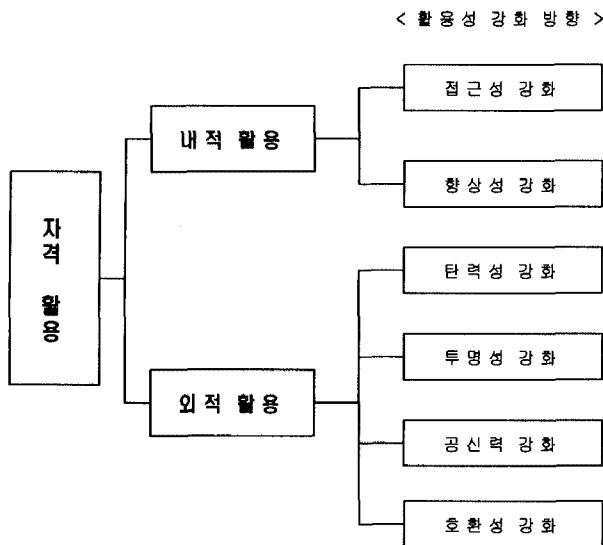 < 활용성 강화 방향 >
접근성 강화
내적 활용
향상성 강화
자격 활용
탄력성 강화
투명성 강화
외적 활용
공신력 강화
호환성 강화